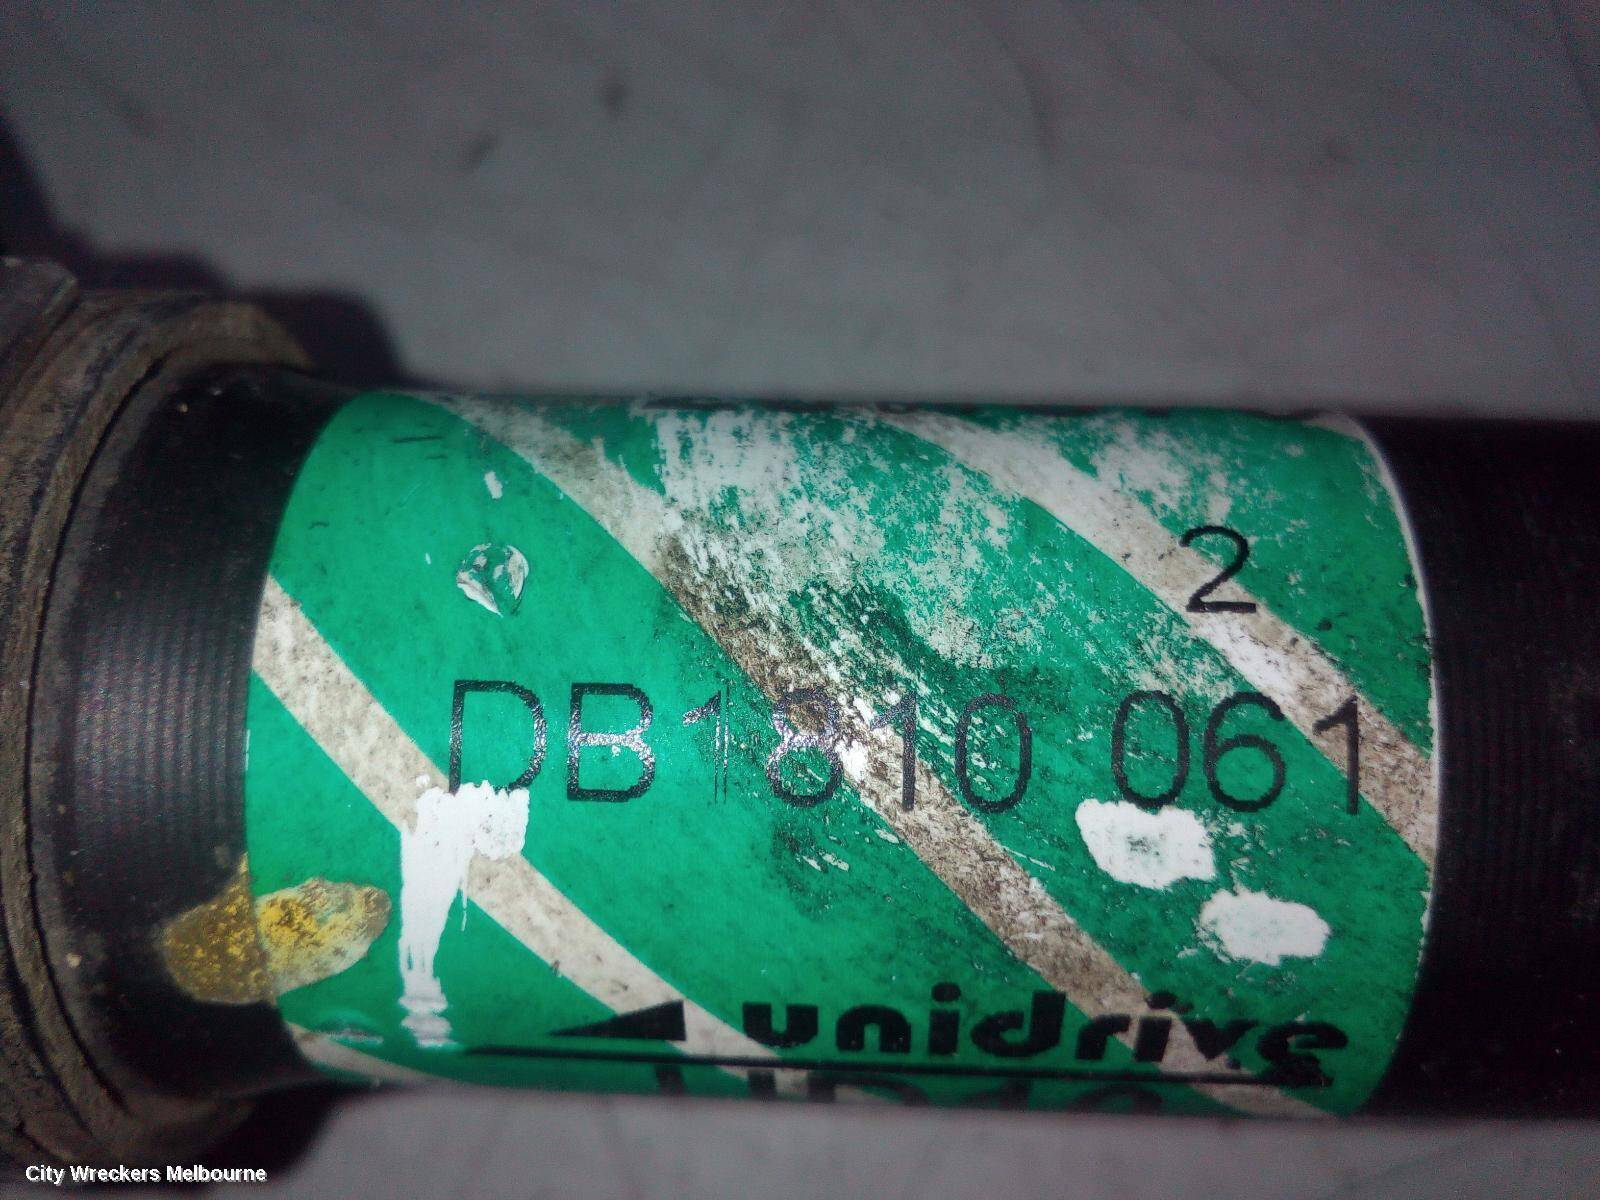 2
DB1810 061
unidrive
City Wreckers Melbourne